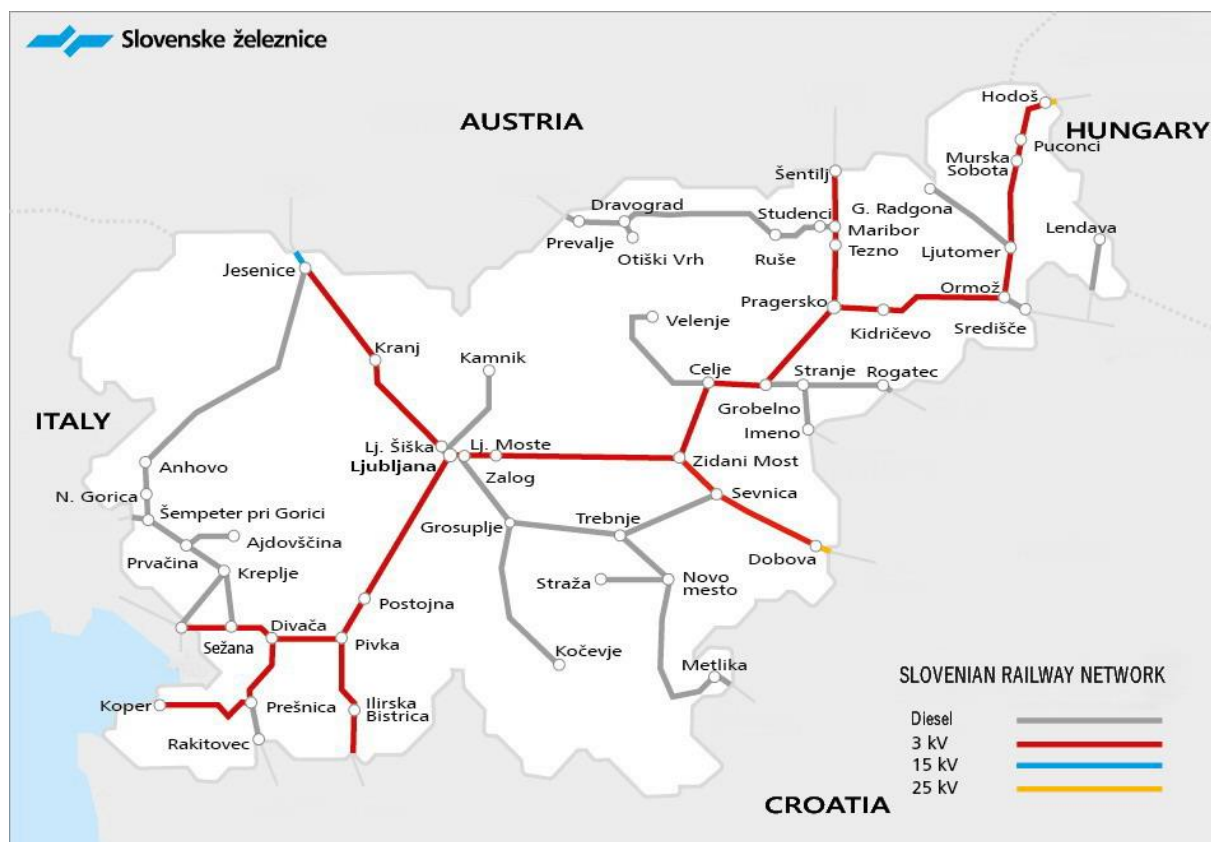 Slovenske železnice
AUSTRIA
HUNGARY
ITALY
CROATIA
Hodoš
Puconci
Murska
Sobota
Šentilj
G. Radgona
Dravograd
Studenci
Maribor
Lendava
Prevalje
Otiški Vrh
Ruše
Tezno
Ljutomer
Jesenice
Ormož
Pragersko
Velenje
Kidričevo
Središče
Kranj
Kamnik
Celje
Stranje
Rogatec
Grobelno
Imeno
Lj. Šiška
Lj. Moste
Ljubljana
Zidani Most
Anhovo
Zalog
N. Gorica
Sevnica
Šempeter pri Gorici
Grosuplje
Trebnje
Ajdovščina
Dobova
Prvačina
Kreplje
Straža
Novo
mesto
Postojna
Divača
Sežana
Pivka
Kočevje
Metlika
Koper
Prešnica
Ilirska
Bistrica
Rakitovec
SLOVENIAN RAILWAY NETWORK
Diesel
3 kV
15 kV
25 kV